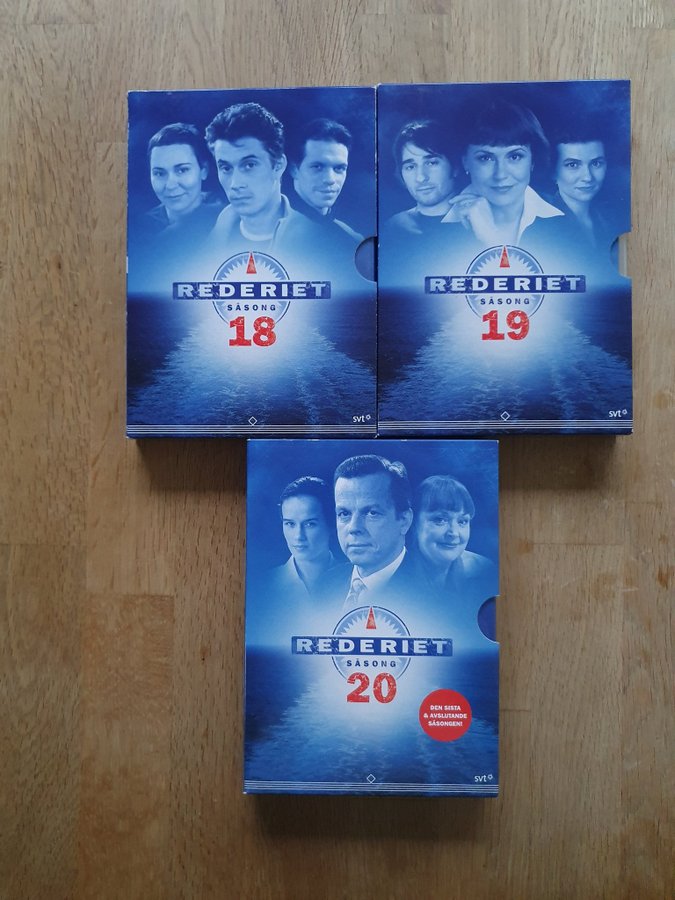 REDERIET
SÄSONG
18
svt
REDERIET
SÄSONG
19
svt
REDERIET
SÄSONG
20
DEN SISTA
& AVSLUTANDE
SÄSONGEN!
svt